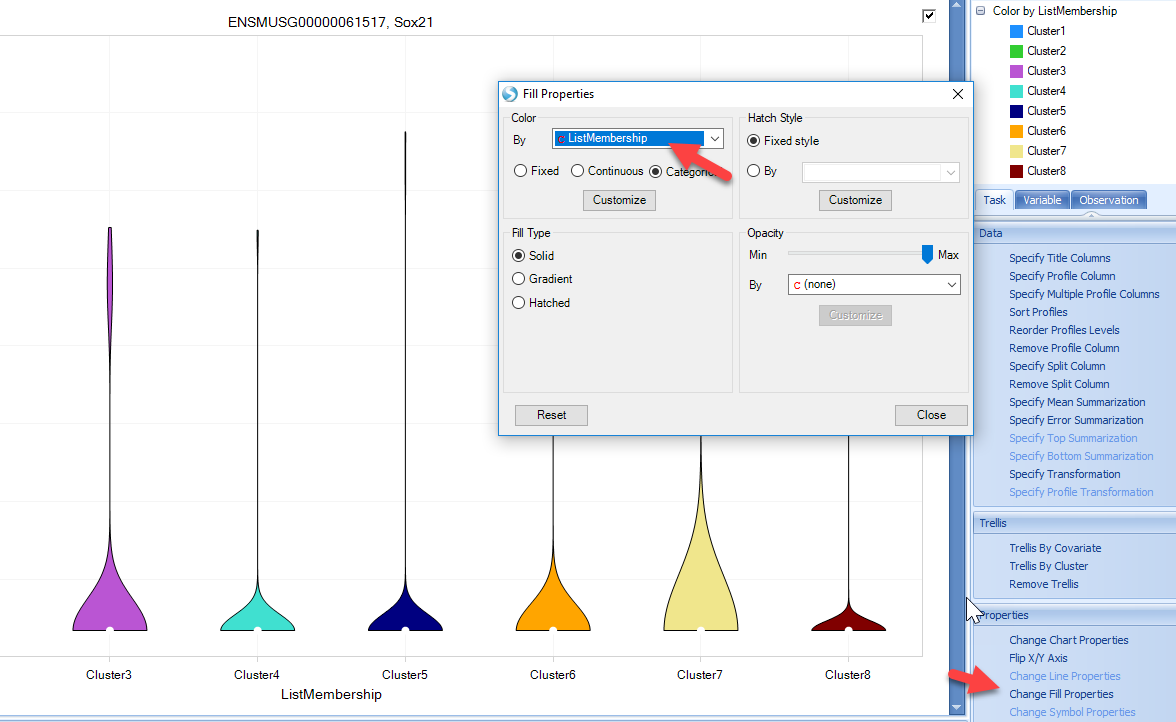 ENSMUSG00000061517, Sox21
Cluster3
Cluster4
Cluster5
Cluster6
Cluster7
Cluster8
ListMembership
Fill Properties
Color
By
C ListMembership
Fixed
Continuous
Customize
Hatch Style
Fixed style
By
Customize
Fill Type
Solid
Gradient
Hatched
Opacity
Min
Max
By
C (none)
Customize
Reset
Close
Color by ListMembership
Cluster1
Cluster2
Cluster3
Cluster4
Cluster5
Cluster6
Cluster7
Cluster8
Task
Variable
Observation
Data
Specify Title Columns
Specify Profile Column
Specify Multiple Profile Columns
Sort Profiles
Reorder Profiles Levels
Remove Profile Column
Specify Split Column
Remove Split Column
Specify Mean Summarization
Specify Error Summarization
Specify Top Summarization
Specify Bottom Summarization
Specify Transformation
Specify Profile Transformation
Trellis
Trellis By Covariate
Trellis By Cluster
Remove Trellis
Properties
Change Chart Properties
Flip X/Y Axis
Change Line Properties
Change Fill Properties
Change Symbol Properties